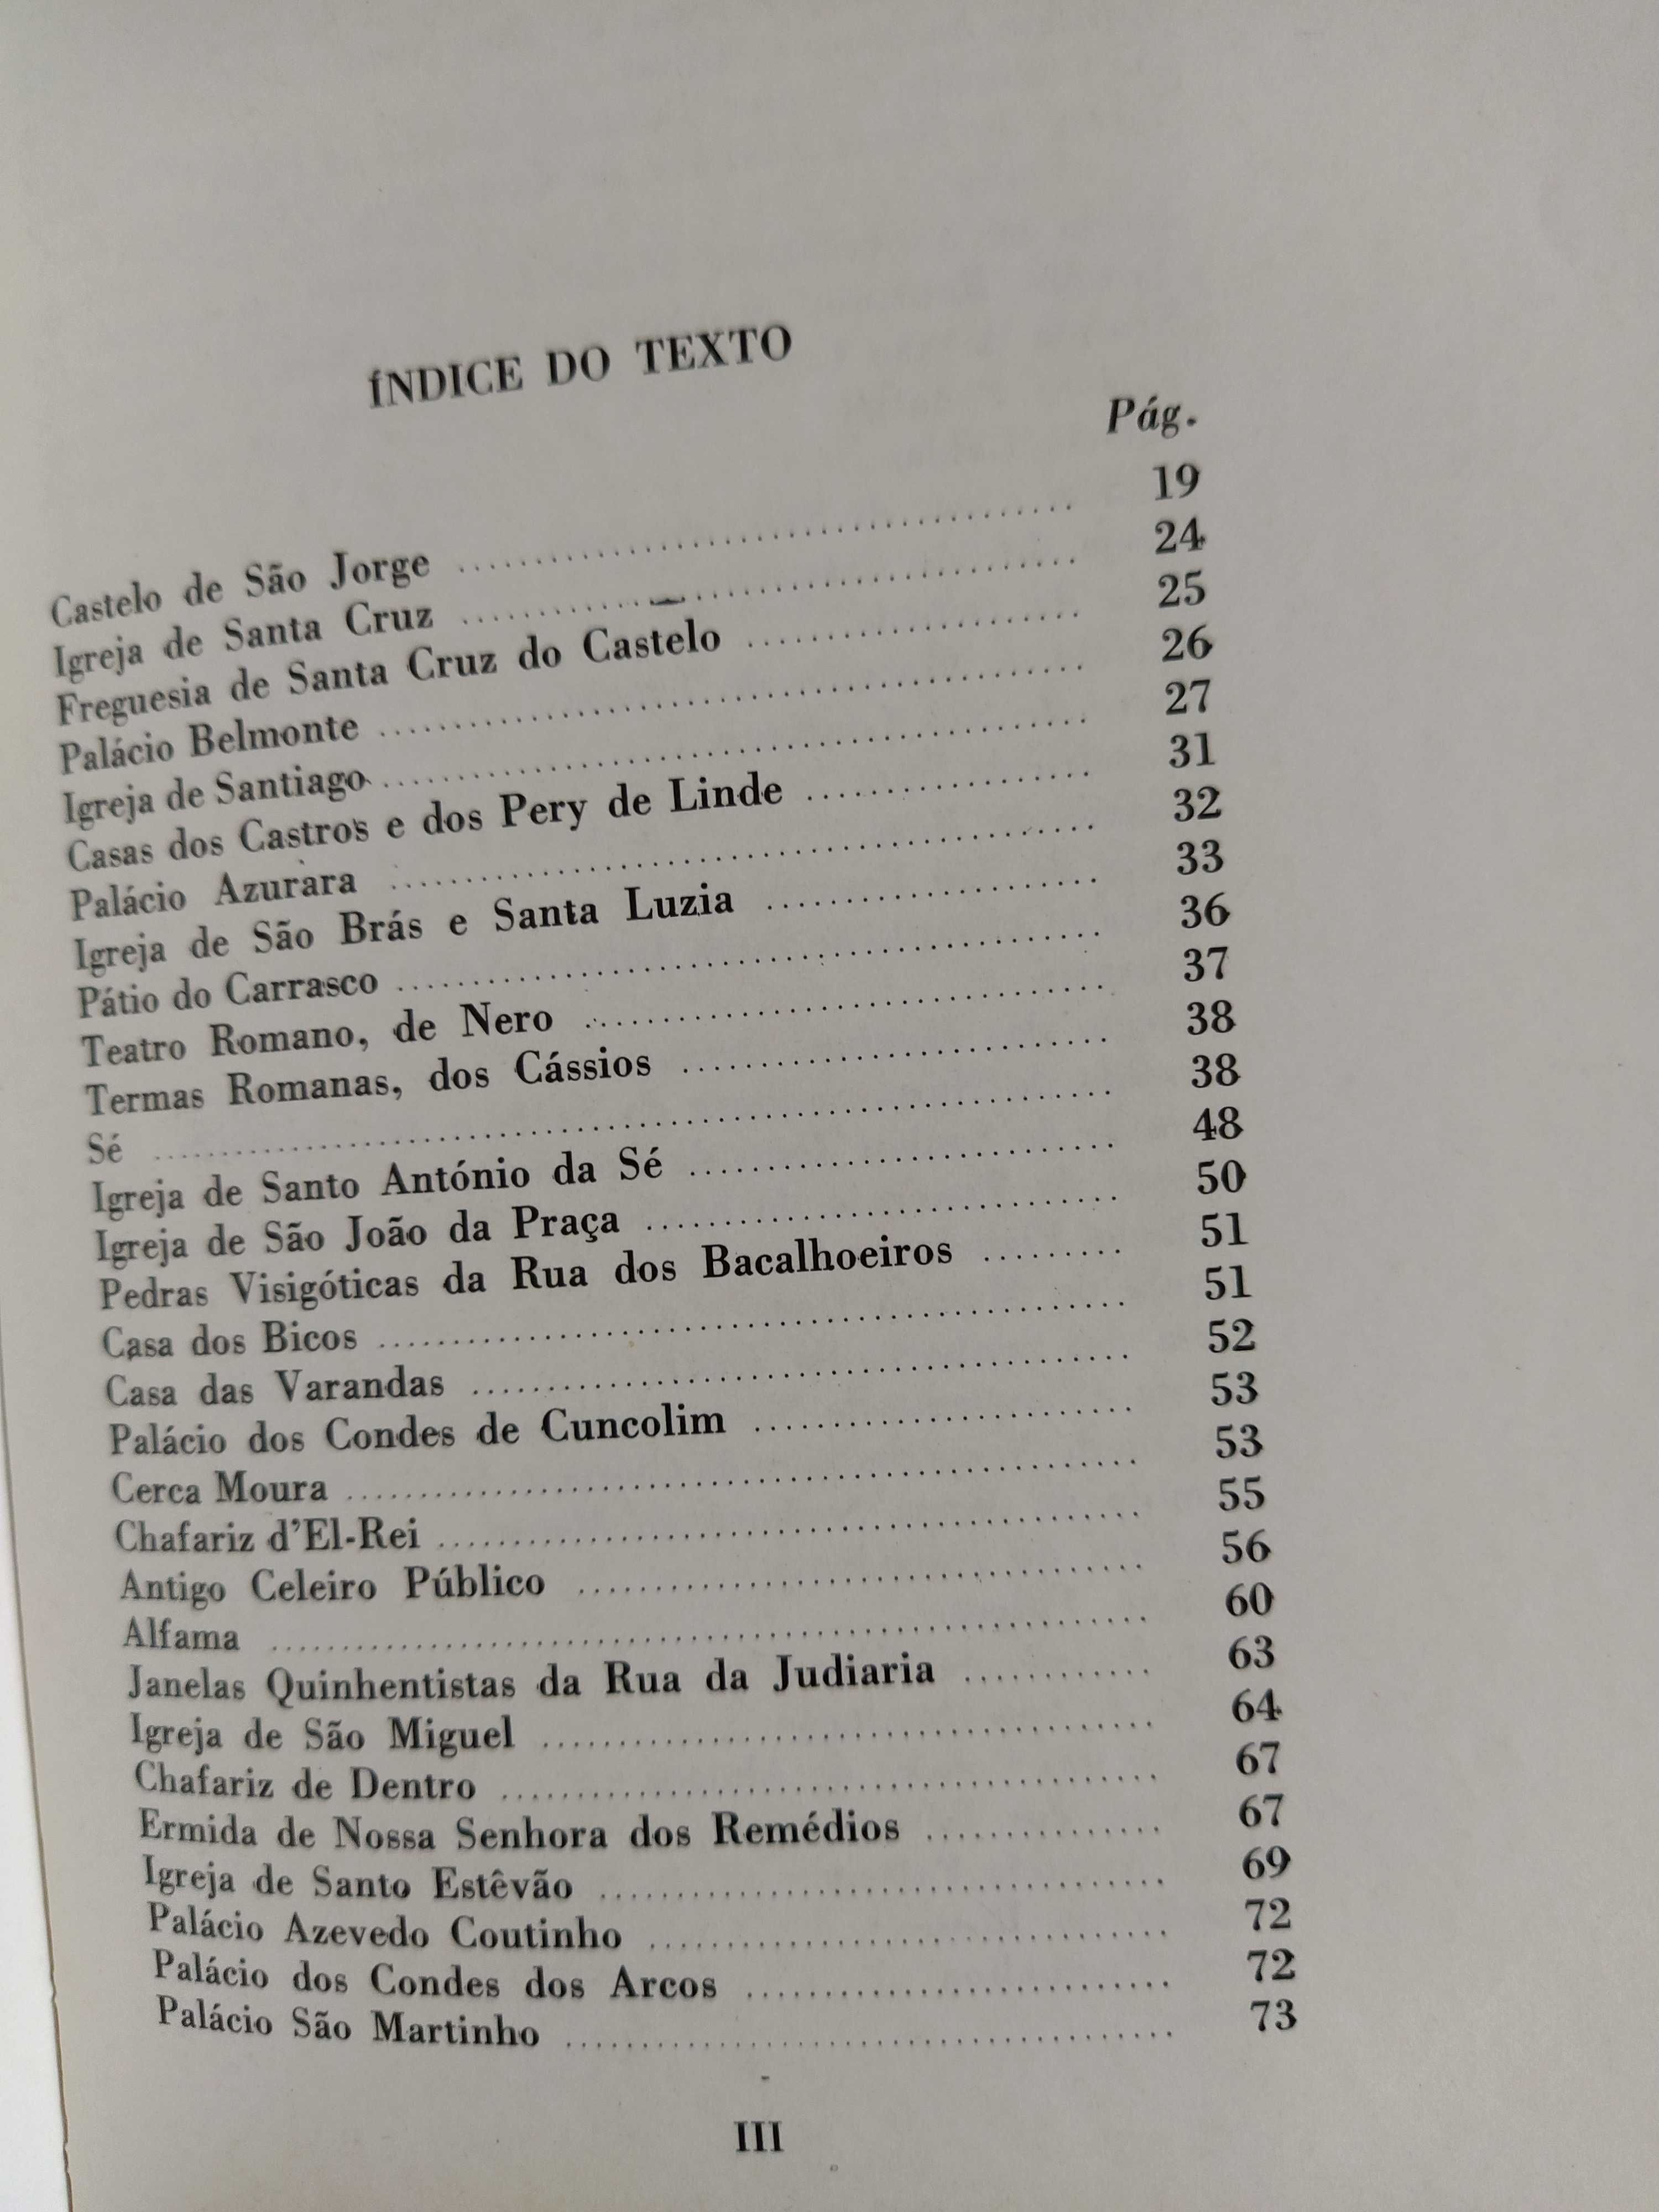 ÍNDICE DO TEXTO
Pág.
Castelo de São Jorge ........ 19
Igreja de Santa Cruz ........ 24
Freguesia de Santa Cruz do Castelo ........ 25
Palácio Belmonte ........ 26
Igreja de Santiago ........ 27
Casas dos Castros e dos Pery de Linde ........ 31
Palácio Azurara ........ 32
Igreja de São Brás e Santa Luzia ........ 33
Pátio do Carrasco ........ 36
Teatro Romano, de Nero ........ 37
Termas Romanas, dos Cássios ........ 38
Sé ........ 38
Igreja de Santo António da Sé ........ 48
Igreja de São João da Praça ........ 50
Pedras Visigóticas da Rua dos Bacalhoeiros ........ 51
Casa dos Bicos ........ 51
Casa das Varandas ........ 52
Palácio dos Condes de Cuncolim ........ 53
Cerca Moura ........ 53
Chafariz d'El-Rei ........ 55
Antigo Celeiro Público ........ 56
Alfama ........ 60
Janelas Quinhentistas da Rua da Judiaria ........ 63
Igreja de São Miguel ........ 64
Chafariz de Dentro ........ 67
Ermida de Nossa Senhora dos Remédios ........ 67
Igreja de Santo Estêvão ........ 69
Palácio Azevedo Coutinho ........ 72
Palácio dos Condes dos Arcos ........ 72
Palácio São Martinho ........ 73
III